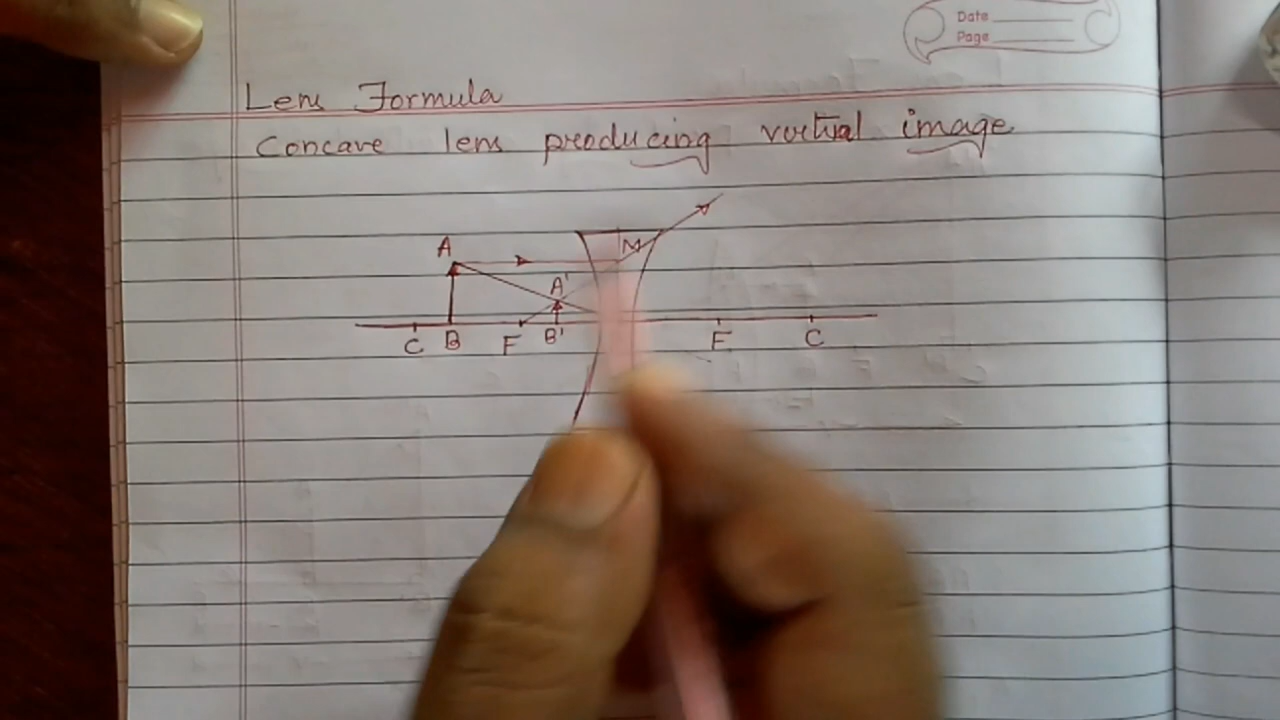 Date
Page
Lens Formula
Concave lens producing virtual image
A M
A'
C B F B' F C